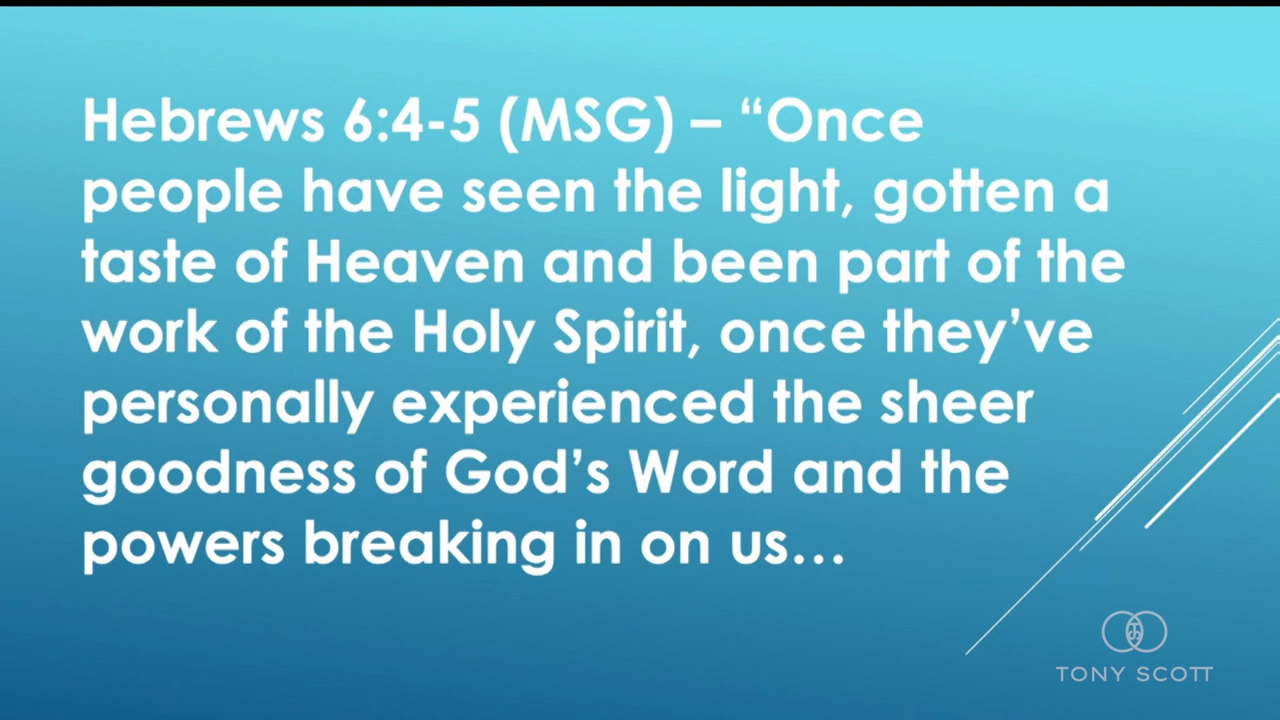 Hebrews 6:4-5 (MSG) – “Once
people have seen the light, gotten a
taste of Heaven and been part of the
work of the Holy Spirit, once they’ve
personally experienced the sheer
goodness of God’s Word and the
powers breaking in on us…
TS
TONY SCOTT